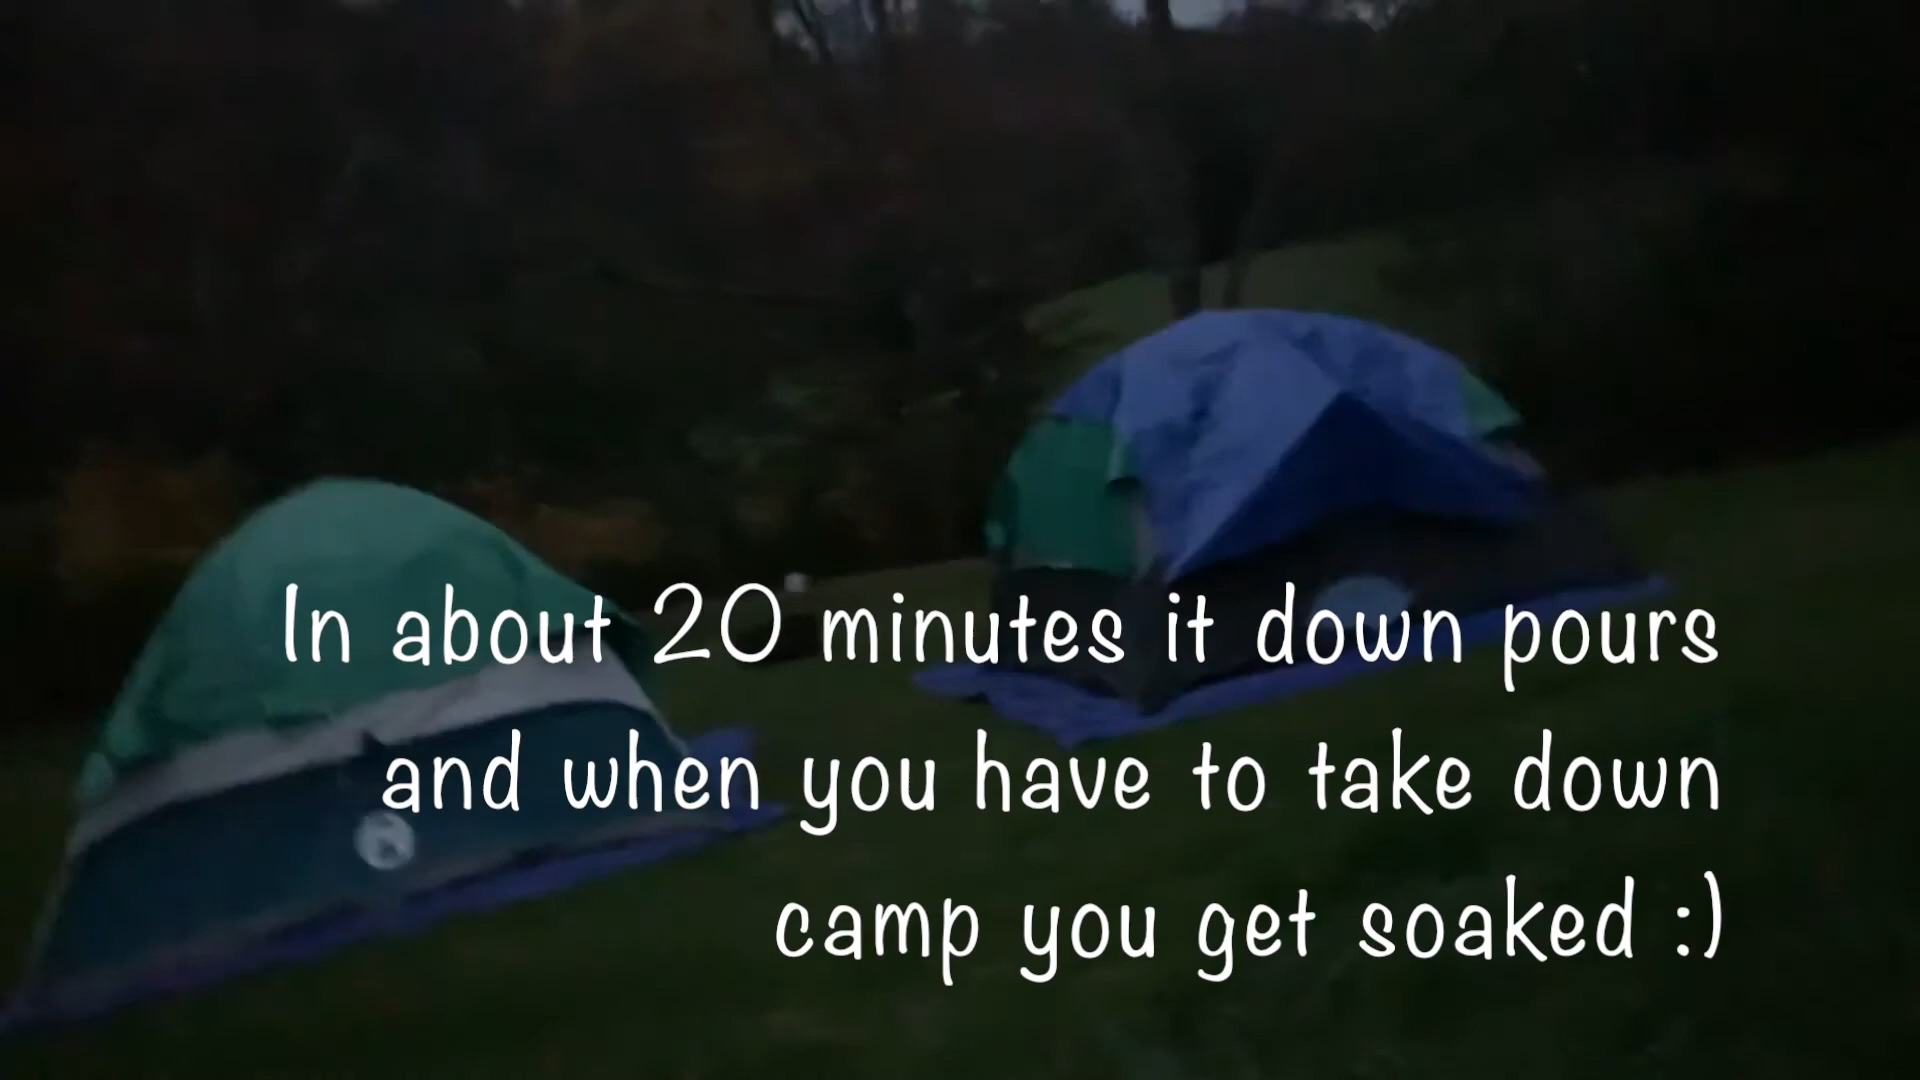 In about 20 minutes it down pours
and when you have to take down
camp you get soaked :)